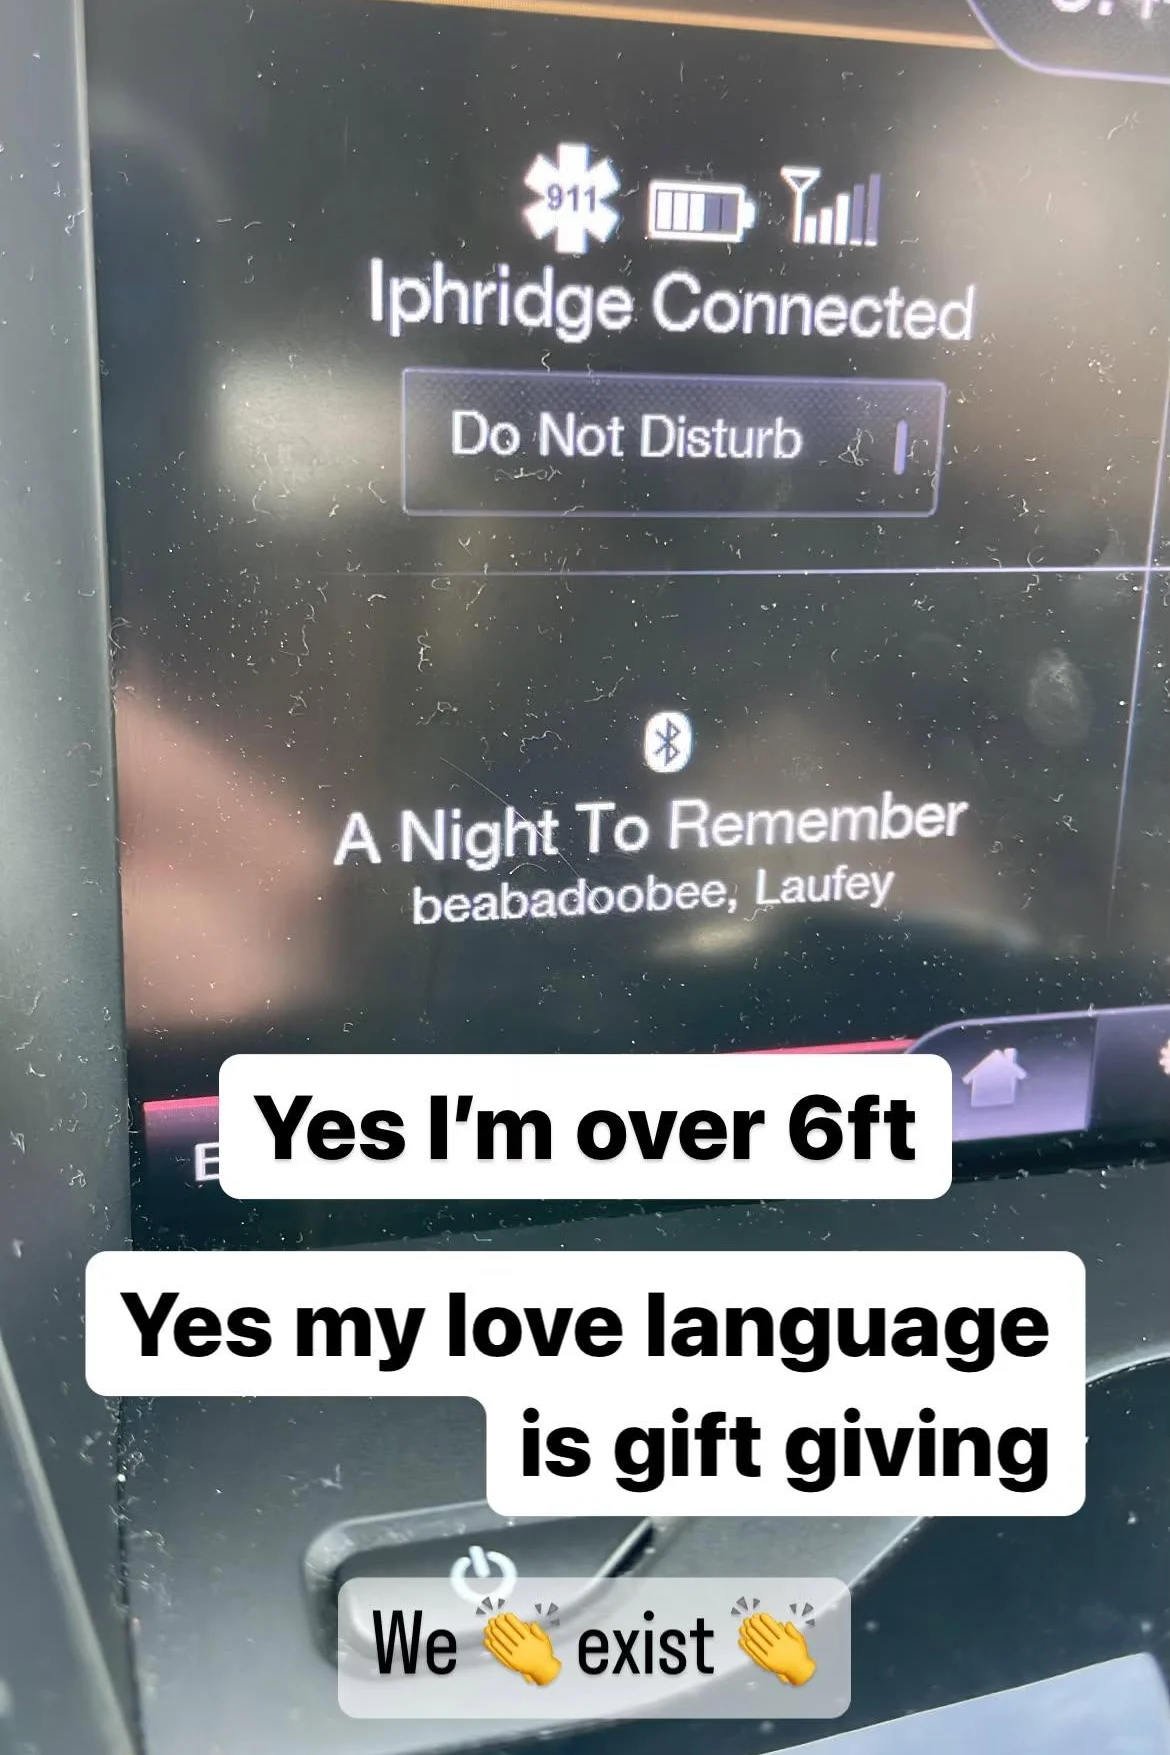 911
Iphridge Connected
Do Not Disturb
A Night To Remember
beabadoobee, Laufey
Yes I'm over 6ft
Yes my love language
is gift giving
We 👏 exist 👏